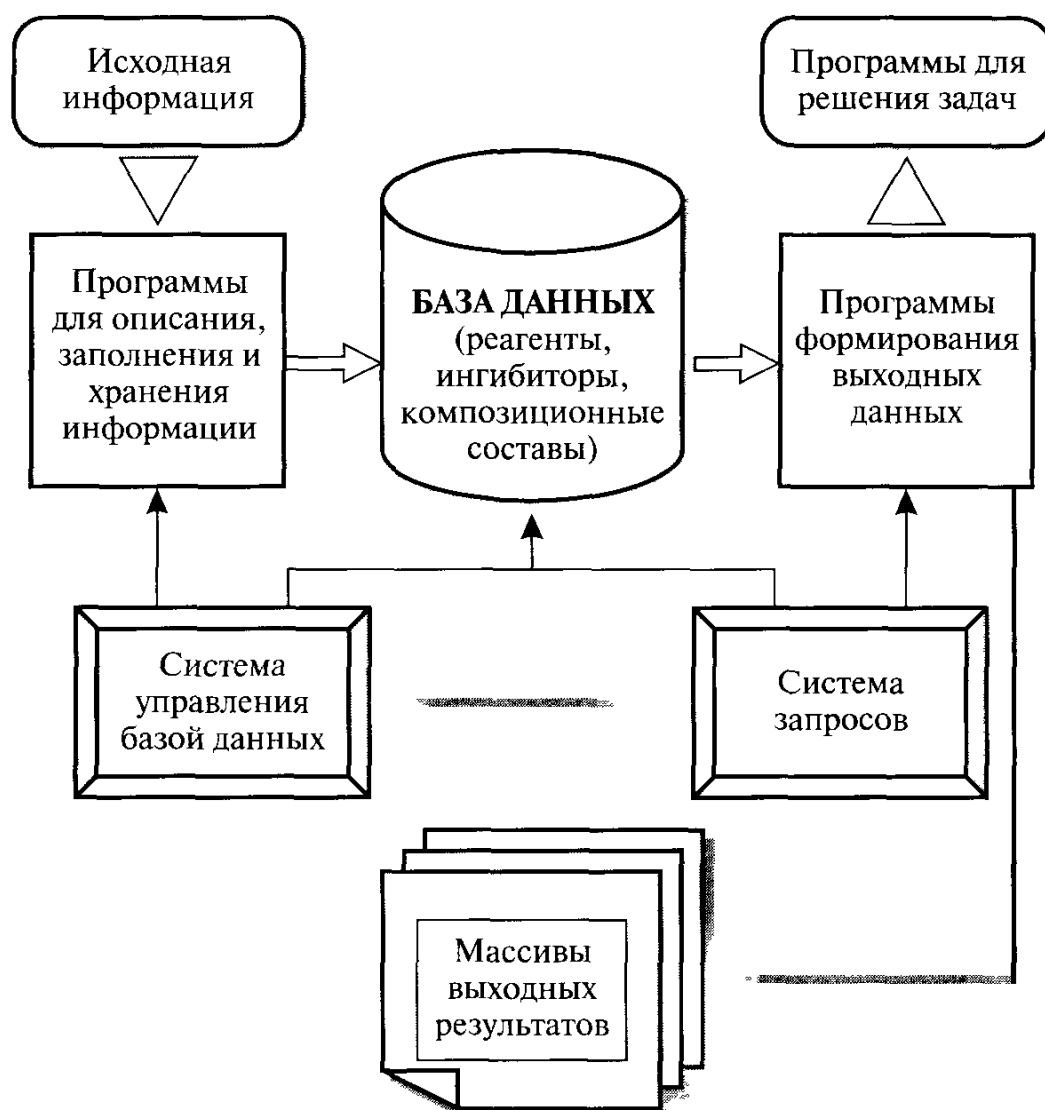 Исходная
информация
Программы для
решения задач
Программы
для описания,
заполнения и
хранения
информации
БАЗА ДАННЫХ
(реагенты,
ингибиторы,
композиционные
составы)
Программы
формирования
выходных
данных
Система
управления
базой данных
Система
запросов
Массивы
выходных
результатов